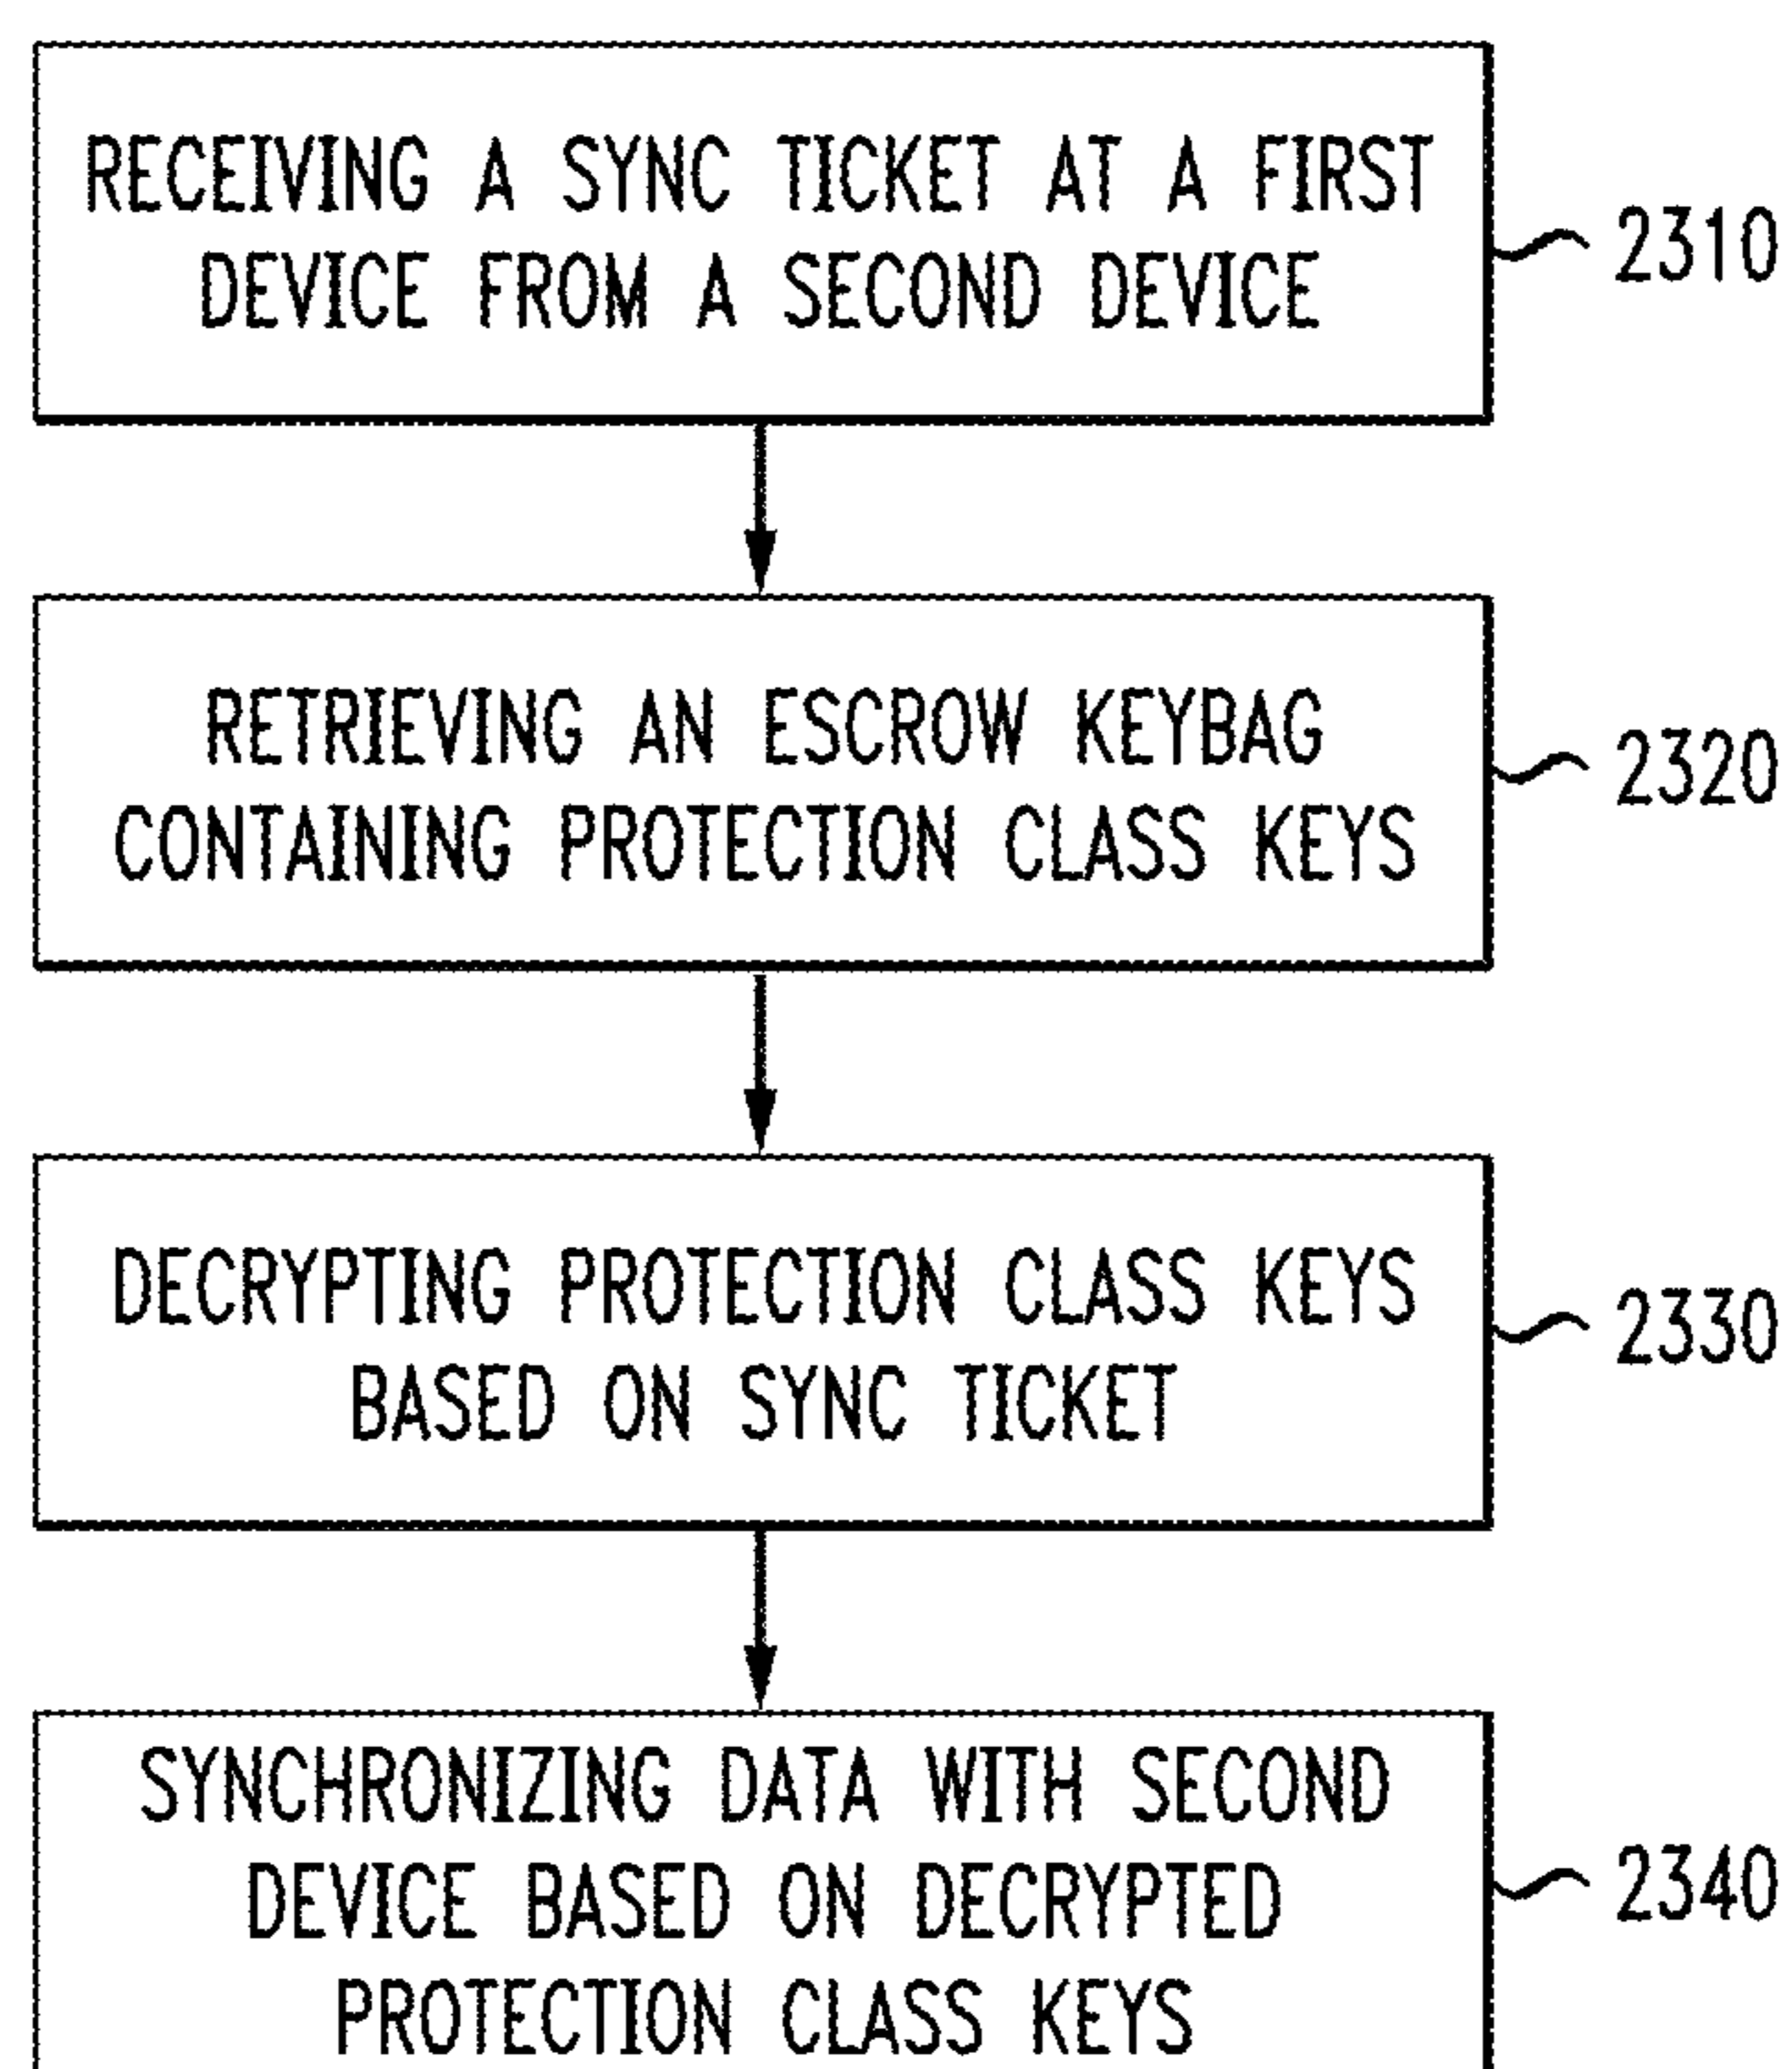 RECEIVING A SYNC TICKET AT A FIRST
DEVICE FROM A SECOND DEVICE
2310
RETRIEVING AN ESCROW KEYBAG
CONTAINING PROTECTION CLASS KEYS
2320
DECRYPTING PROTECTION CLASS KEYS
BASED ON SYNC TICKET
2330
SYNCHRONIZING DATA WITH SECOND
DEVICE BASED ON DECRYPTED
PROTECTION CLASS KEYS
2340